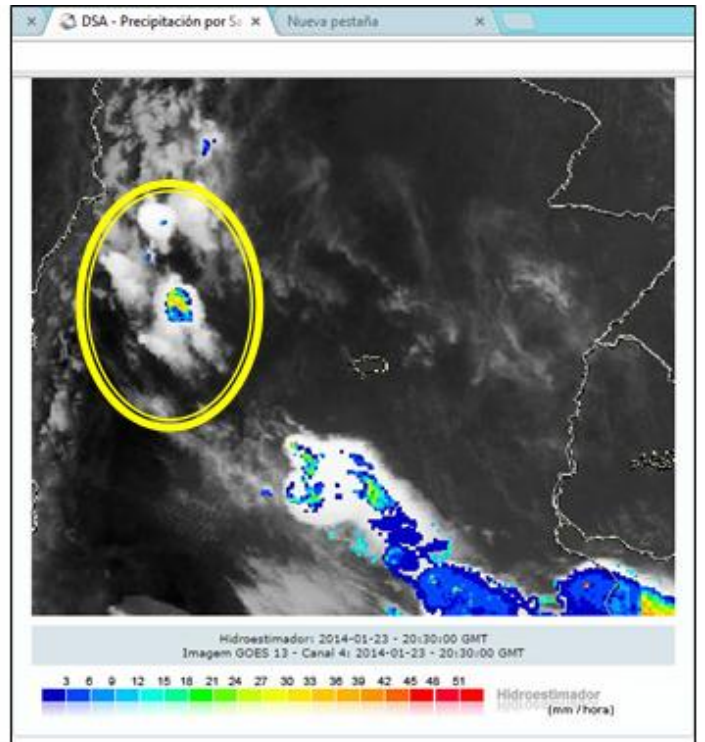 DSA - Precipitación por Sa
Nueva pestaña
Hidroestimador: 2014-01-23 - 20:30:00 GMT
Imagem GOES 13 - Canal 4: 2014-01-23 - 20:30:00 GMT
3 6 9 12 15 18 21 24 27 30 33 36 39 42 45 48 51
Hidroestimador
(mm /hora)